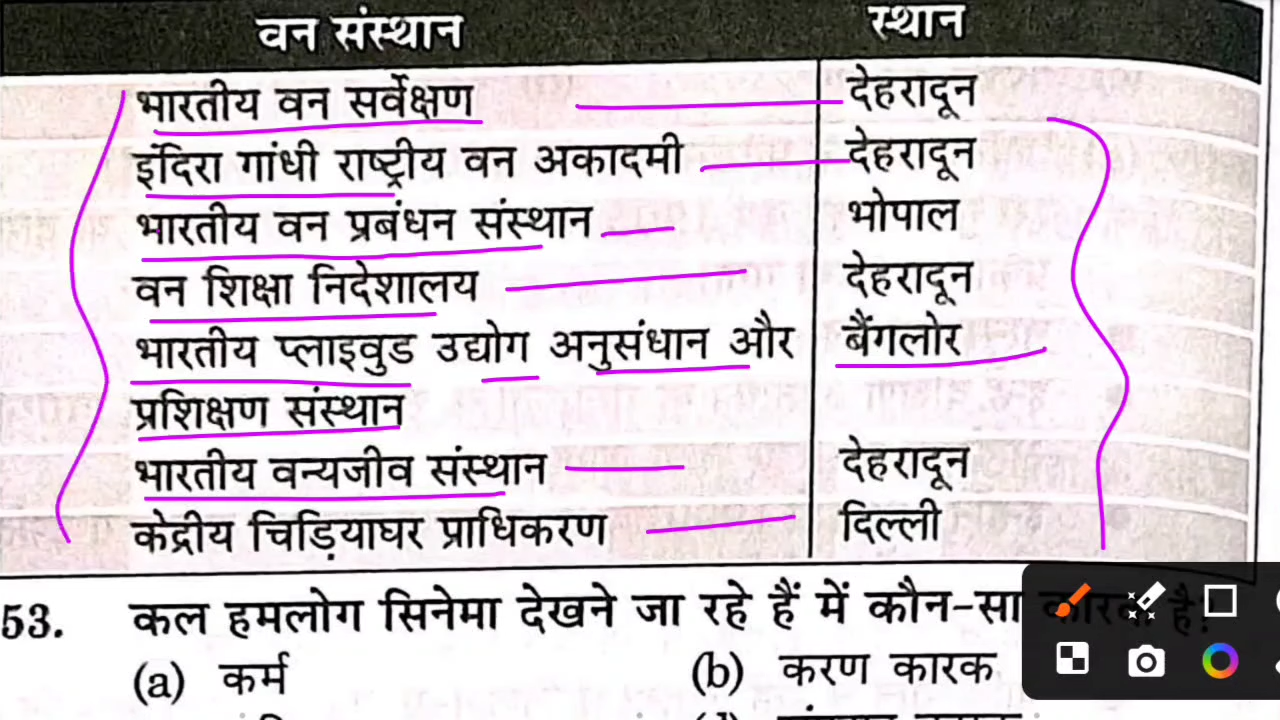 वन संस्थान स्थान
भारतीय वन सर्वेक्षण देहरादून
इंदिरा गांधी राष्ट्रीय वन अकादमी देहरादून
भारतीय वन प्रबंधन संस्थान भोपाल
वन शिक्षा निदेशालय देहरादून
भारतीय प्लाइवुड उद्योग अनुसंधान और बैंगलोर
प्रशिक्षण संस्थान
भारतीय वन्यजीव संस्थान देहरादून
केद्रीय चिड़ियाघर प्राधिकरण दिल्ली
53. कल हमलोग सिनेमा देखने जा रहे हैं में कौन-सा कारक है?
(a) कर्म (b) करण कारक